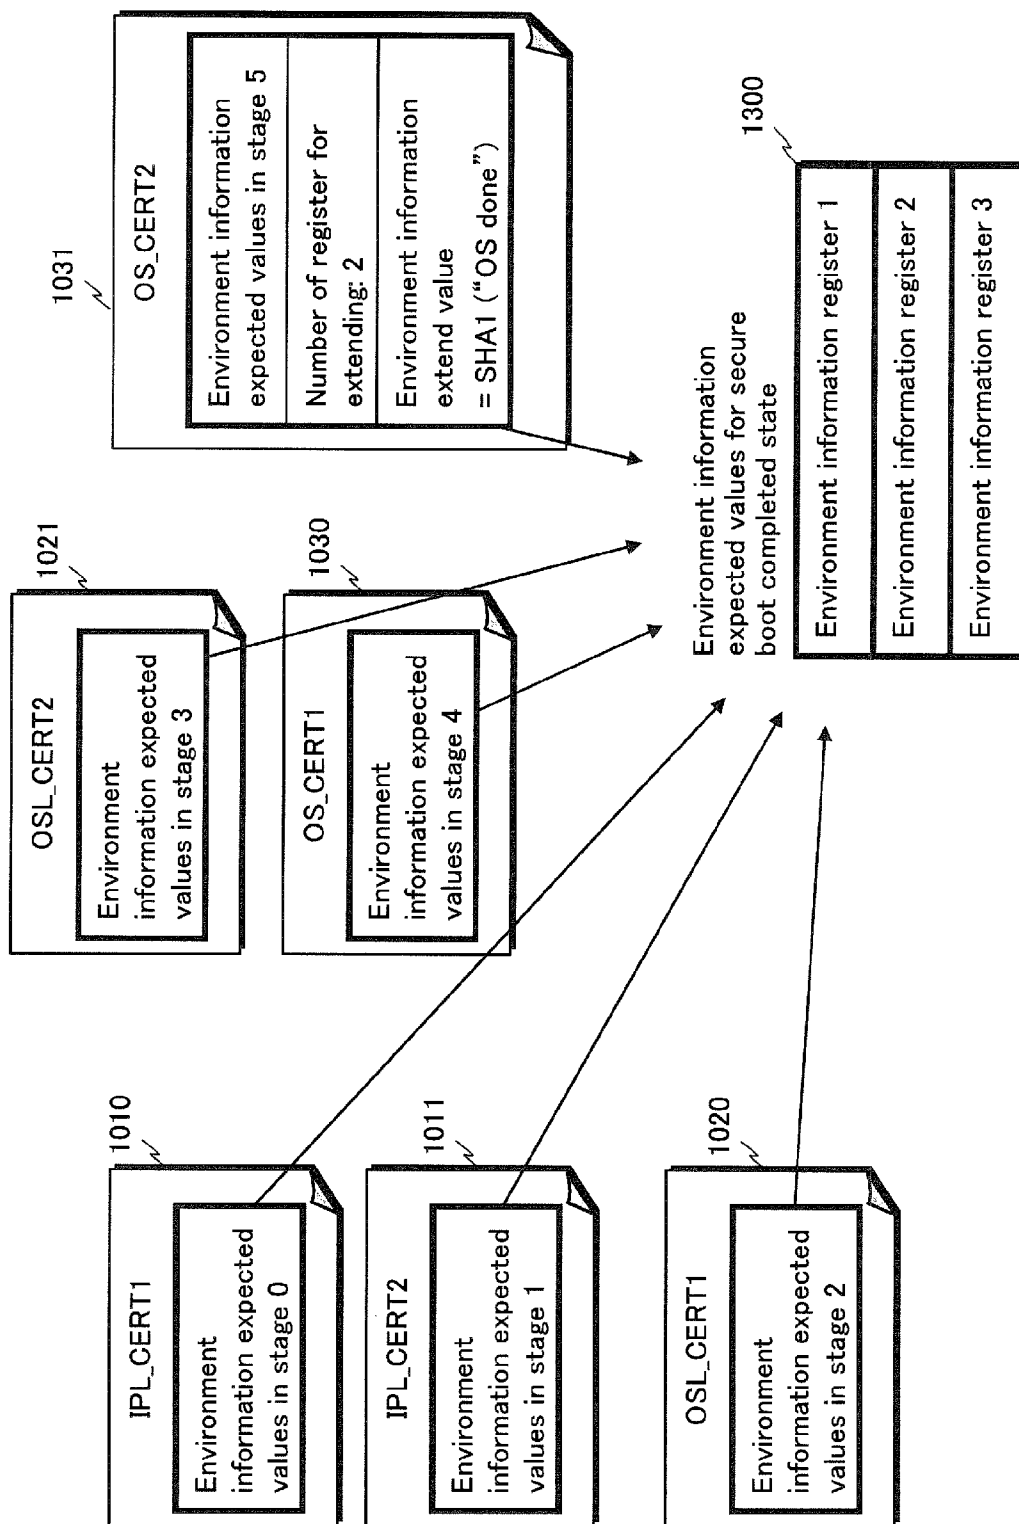 1010
IPL_CERT1
Environment
information expected
values in stage 0
1011
IPL_CERT2
Environment
information expected
values in stage 1
1020
OSL_CERT1
Environment
information expected
values in stage 2
1021
OSL_CERT2
Environment
information expected
values in stage 3
1030
OS_CERT1
Environment
information expected
values in stage 4
1031
OS_CERT2
Environment information
expected values in stage 5
Number of register for
extending: 2
Environment information
extend value
= SHA1 (“OS done”)
Environment information
expected values for secure
boot completed state
1300
Environment information register 1
Environment information register 2
Environment information register 3